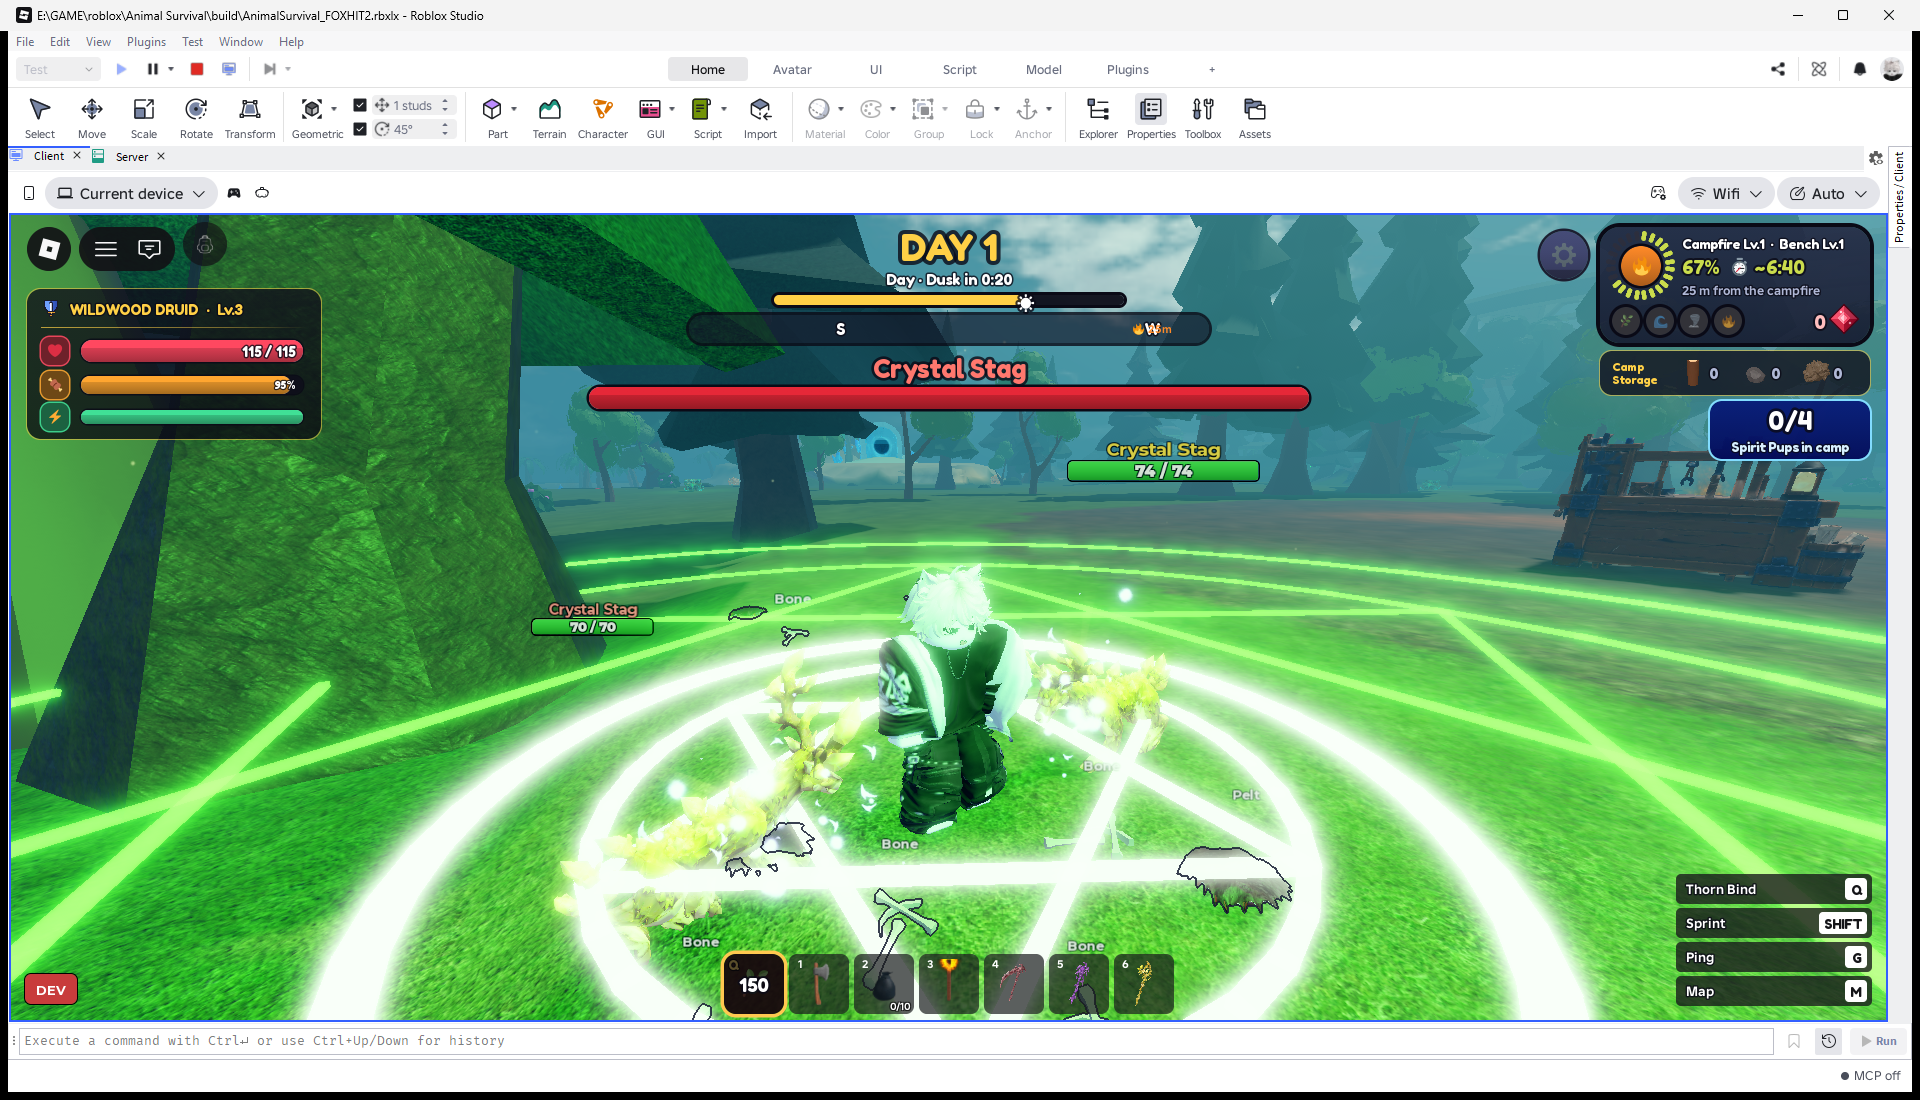 E:\GAME\roblox\Animal Survival\build\AnimalSurvival_FOXHIT2.rbxlx - Roblox Studio
File Edit View Plugins Test Window Help
Test
Home Avatar UI Script Model Plugins +
Select Move Scale Rotate Transform Geometric
1 studs
45°
Part Terrain Character GUI Script Import Material Color Group Lock Anchor Explorer Properties Toolbox Assets
Client Server
Current device
Wifi Auto
Properties / Client
DAY 1
Day · Dusk in 0:20
S W
Crystal Stag
Crystal Stag
74 / 74
Crystal Stag
70 / 70
WILDWOOD DRUID · Lv.3
115 / 115
95%
Campfire Lv.1 · Bench Lv.1
67% ~6:40
25 m from the campfire
0
Camp Storage 0 0 0
0/4
Spirit Pups in camp
Bone
Bone
Pelt
Bone
Bone
Bone
Thorn Bind Q
Sprint SHIFT
Ping G
Map M
DEV
Q 150
1
2 0/10
3
4
5
6
Execute a command with Ctrl↵ or use Ctrl+Up/Down for history
Run
MCP off